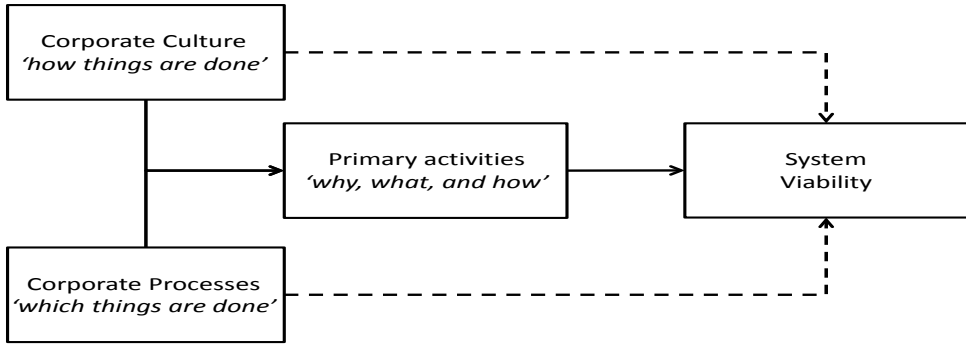 Corporate Culture
‘how things are done’
Primary activities
‘why, what, and how’
System
Viability
Corporate Processes
‘which things are done’